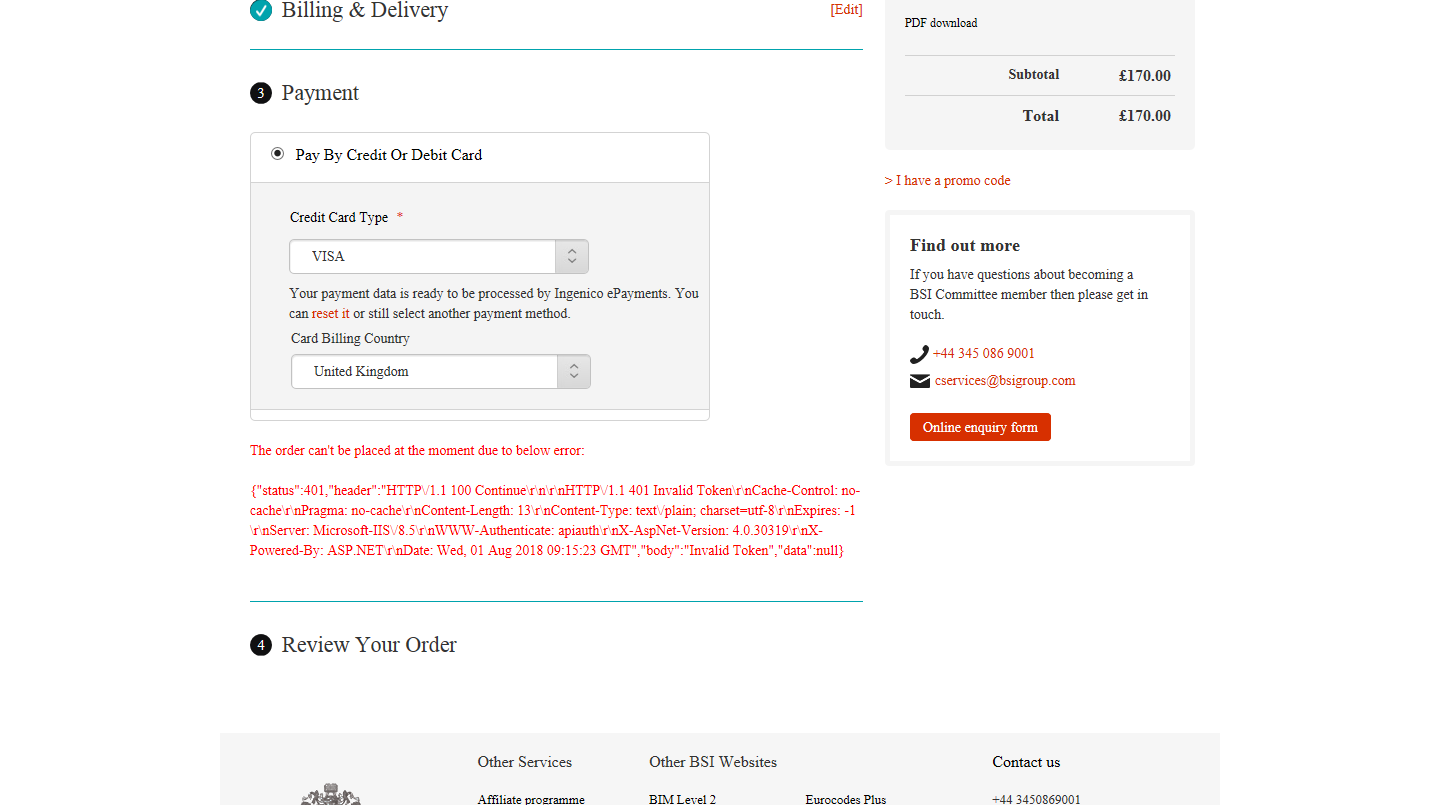 Billing & Delivery
[Edit]
3 Payment
Pay By Credit Or Debit Card
Credit Card Type *
VISA
Your payment data is ready to be processed by Ingenico ePayments. You
can reset it or still select another payment method.
Card Billing Country
United Kingdom
The order can't be placed at the moment due to below error:
{"status":401,"header":"HTTP\/1.1 100 Continue\r\n\r\nHTTP\/1.1 401 Invalid Token\r\nCache-Control: no-
cache\r\nPragma: no-cache\r\nContent-Length: 13\r\nContent-Type: text\/plain; charset=utf-8\r\nExpires: -1
\r\nServer: Microsoft-IIS\/8.5\r\nWWW-Authenticate: apiauth\r\nX-AspNet-Version: 4.0.30319\r\nX-
Powered-By: ASP.NET\r\nDate: Wed, 01 Aug 2018 09:15:23 GMT","body":"Invalid Token","data":null}
4 Review Your Order
PDF download
Subtotal £170.00
Total £170.00
> I have a promo code
Find out more
If you have questions about becoming a
BSI Committee member then please get in
touch.
+44 345 086 9001
cservices@bsigroup.com
Online enquiry form
Other Services
Affiliate programme
Other BSI Websites
BIM Level 2
Eurocodes Plus
Contact us
+44 3450869001